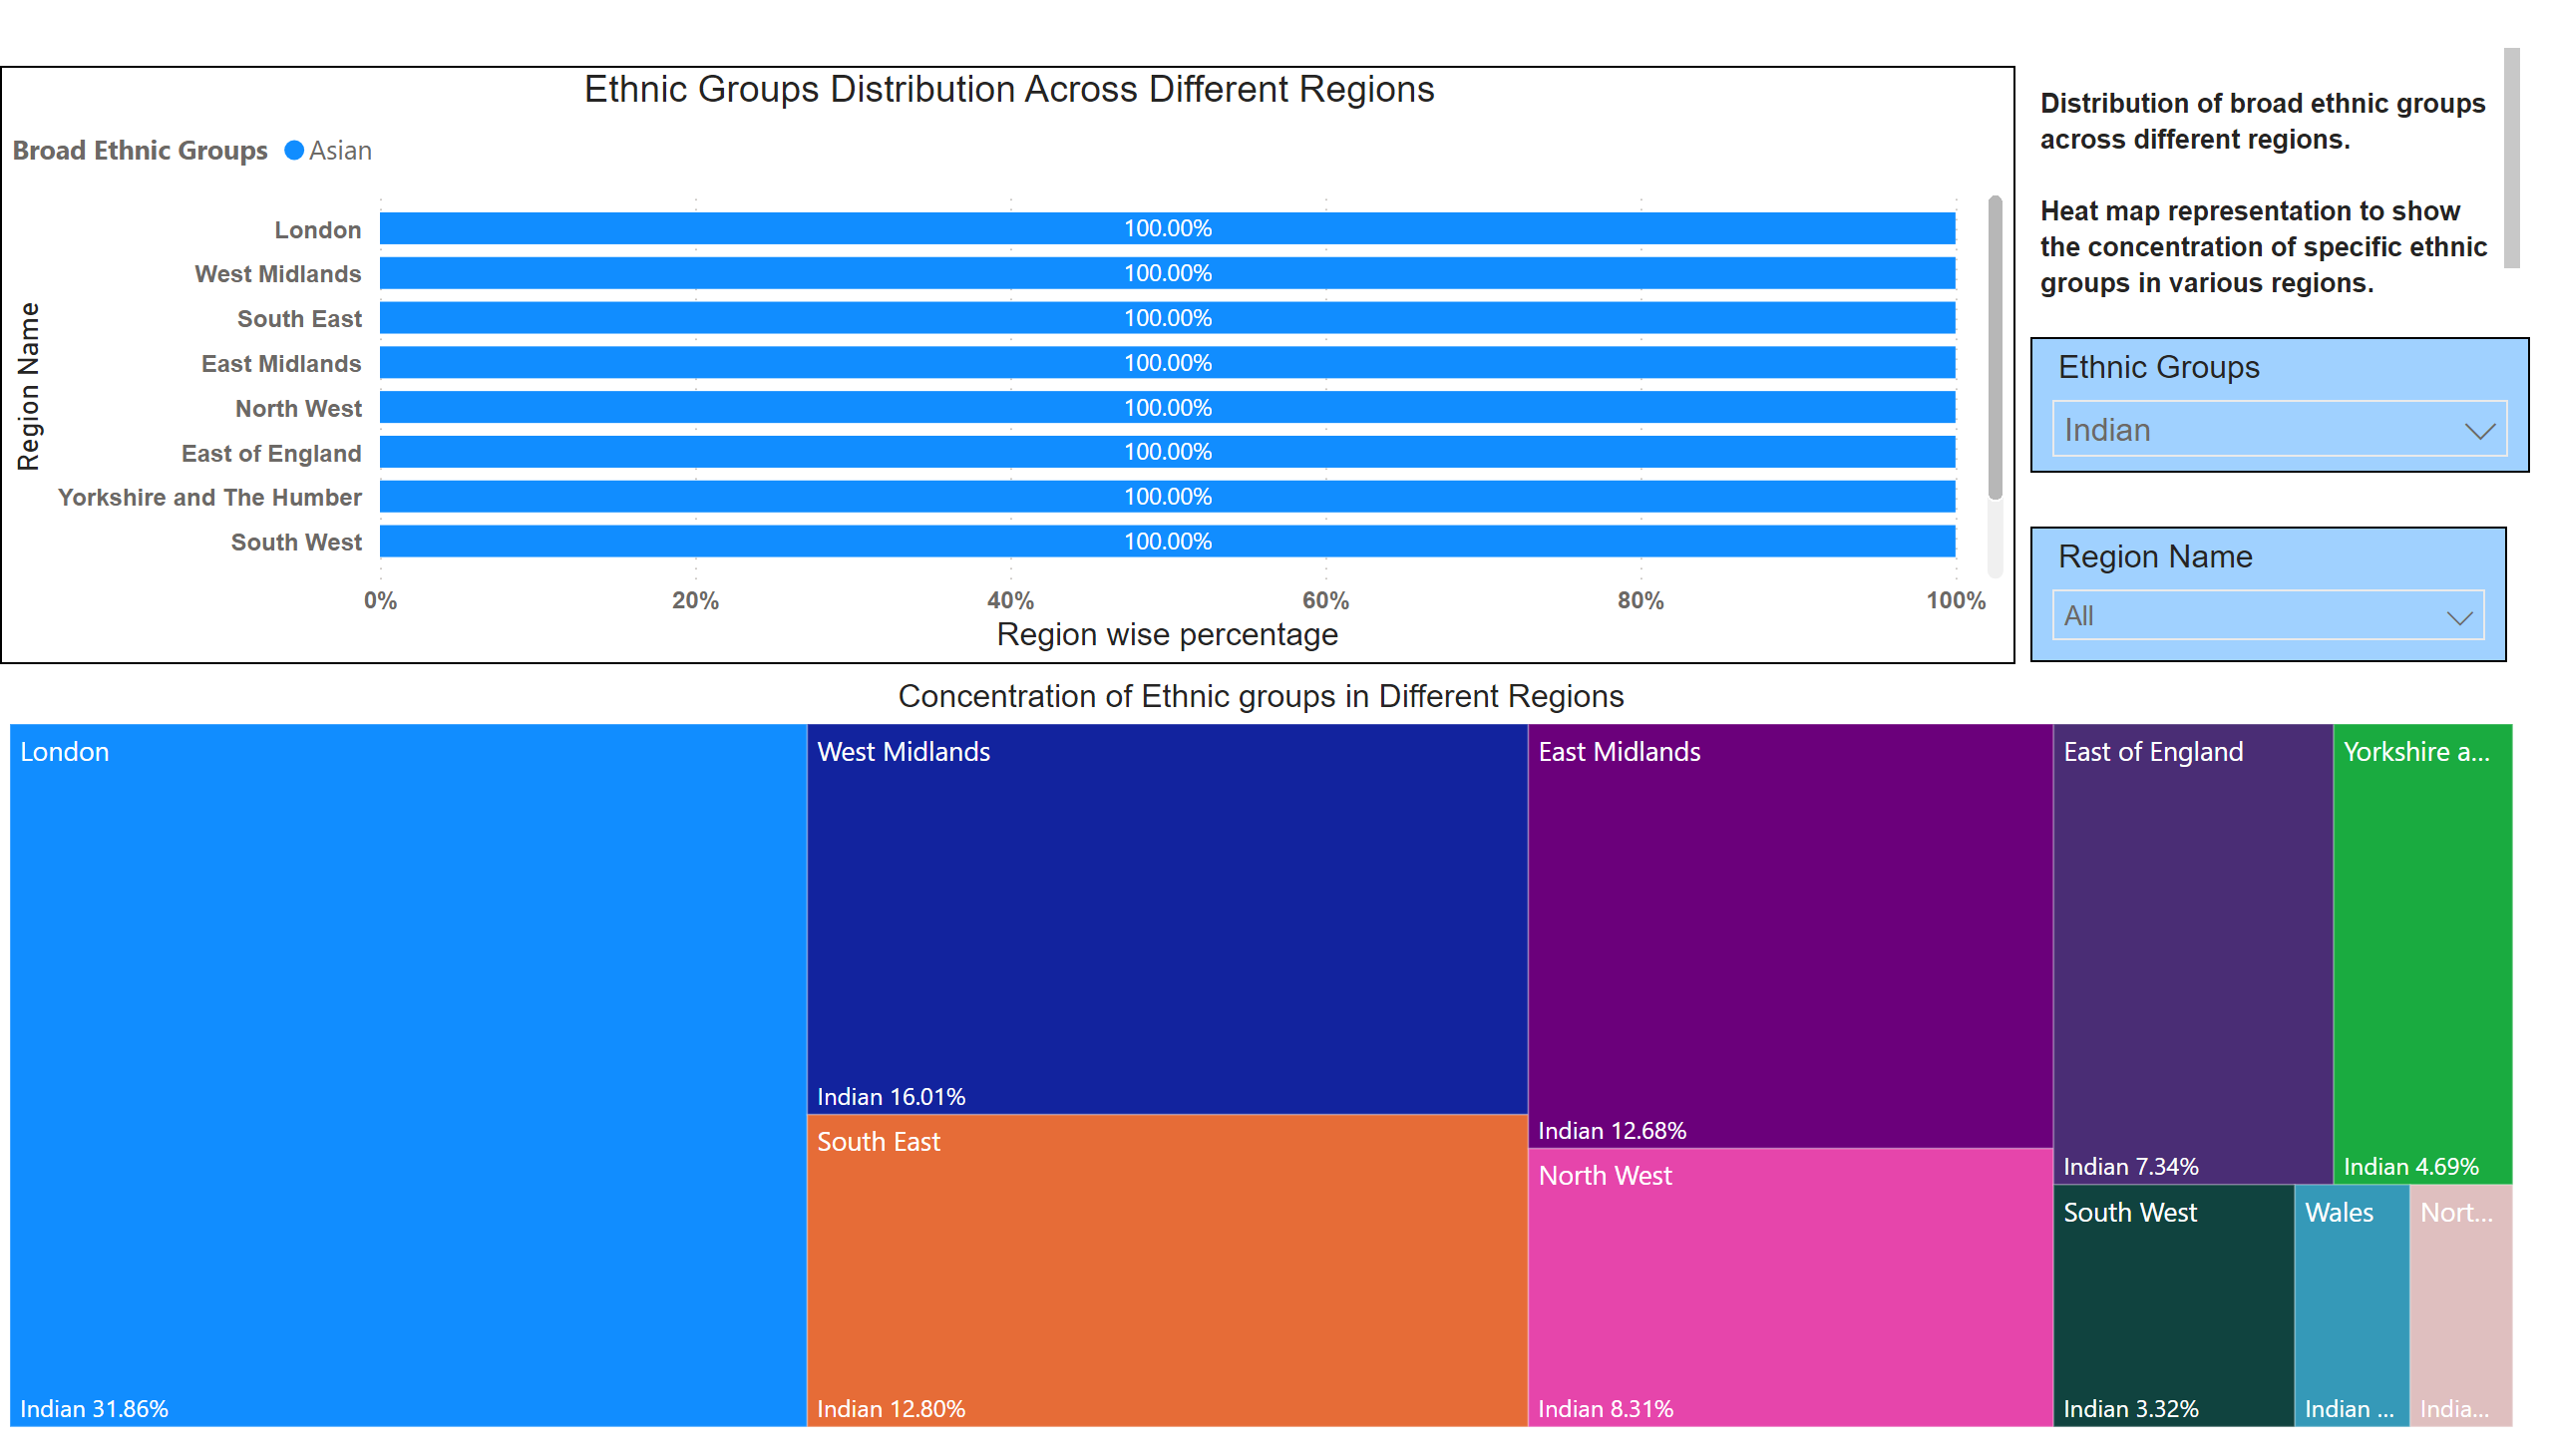 Ethnic Groups Distribution Across Different Regions
Broad Ethnic Groups Asian
Region Name
London 100.00%
West Midlands 100.00%
South East 100.00%
East Midlands 100.00%
North West 100.00%
East of England 100.00%
Yorkshire and The Humber 100.00%
South West 100.00%
0% 20% 40% 60% 80% 100%
Region wise percentage
Distribution of broad ethnic groups
across different regions.
Heat map representation to show
the concentration of specific ethnic
groups in various regions.
Ethnic Groups
Indian
Region Name
All
Concentration of Ethnic groups in Different Regions
London
Indian 31.86%
West Midlands
Indian 16.01%
South East
Indian 12.80%
East Midlands
Indian 12.68%
North West
Indian 8.31%
East of England
Indian 7.34%
Yorkshire a...
Indian 4.69%
South West
Indian 3.32%
Wales
Indian ...
Nort...
India...